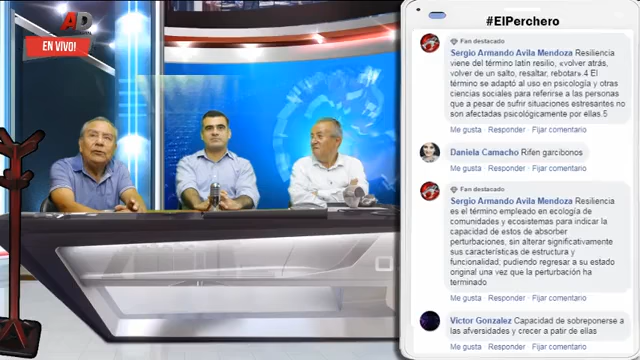 AD
EN VIVO!
#ElPerchero
Fan destacado
Sergio Armando Avila Mendoza Resiliencia
viene del término latín resilio, «volver atrás,
volver de un salto, resaltar, rebotar».4 El
término se adaptó al uso en psicología y otras
ciencias sociales para referirse a las personas
que a pesar de sufrir situaciones estresantes no
son afectadas psicológicamente por ellas.5
Me gusta · Responder · Fijar comentario
Daniela Camacho Rifen garcibonos
Me gusta · Responder · Fijar comentario
Fan destacado
Sergio Armando Avila Mendoza Resiliencia
es el término empleado en ecología de
comunidades y ecosistemas para indicar la
capacidad de estos de absorber
perturbaciones, sin alterar significativamente
sus características de estructura y
funcionalidad; pudiendo regresar a su estado
original una vez que la perturbación ha
terminado
Me gusta · Responder · Fijar comentario
Victor Gonzalez Capacidad de sobreponerse a
las afversidades y crecer a patir de ellas
Me gusta · Responder · Fijar comentario